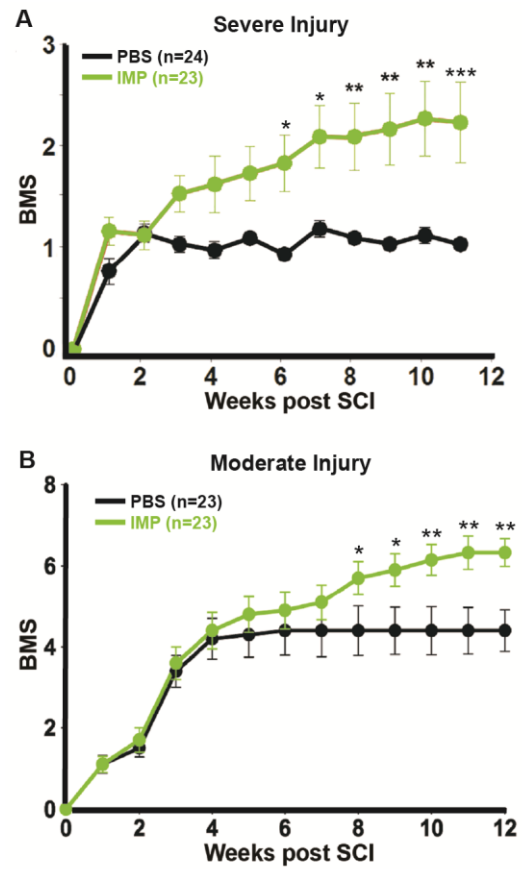 A
Severe Injury
3
PBS (n=24)
IMP (n=23)
* * ** ** ** ***
2
BMS
1
0
0 2 4 6 8 10 12
Weeks post SCI
B
Moderate Injury
8
PBS (n=23)
IMP (n=23)
* * ** ** **
6
BMS
4
2
0
0 2 4 6 8 10 12
Weeks post SCI